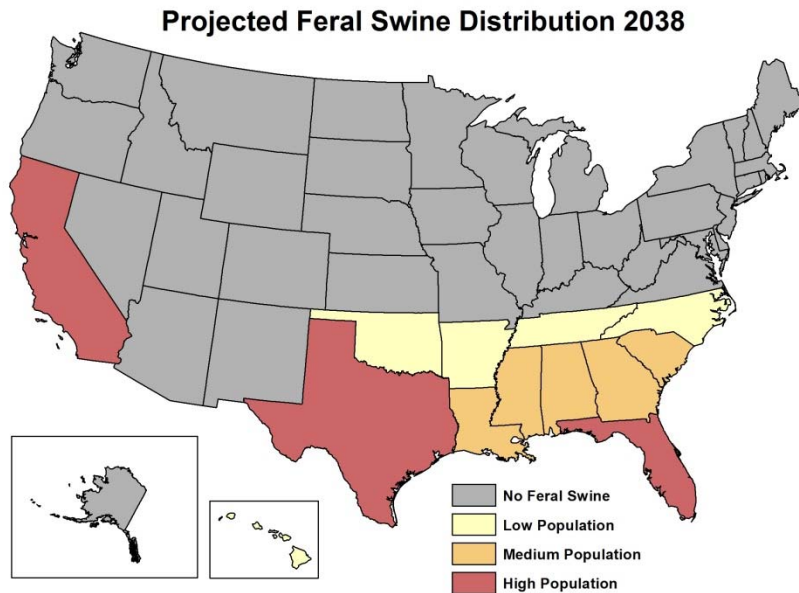 Projected Feral Swine Distribution 2038
No Feral Swine
Low Population
Medium Population
High Population